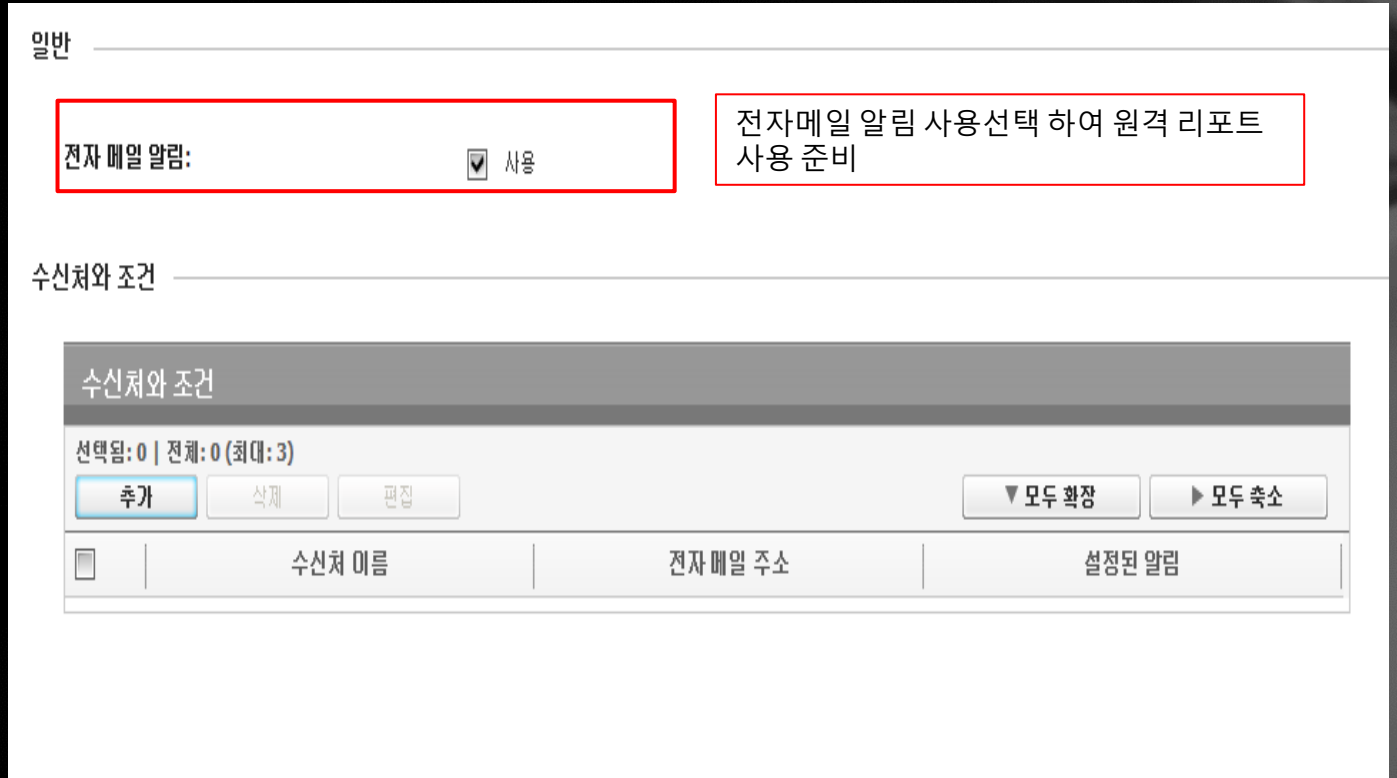 일반
전자 메일 알림:
사용
전자메일 알림 사용선택 하여 원격 리포트
사용 준비
수신처와 조건
수신처와 조건
선택됨: 0 | 전체: 0 (최대: 3)
추가 삭제 편집 ▼ 모두 확장 ▶ 모두 축소
수신처 이름 전자 메일 주소 설정된 알림